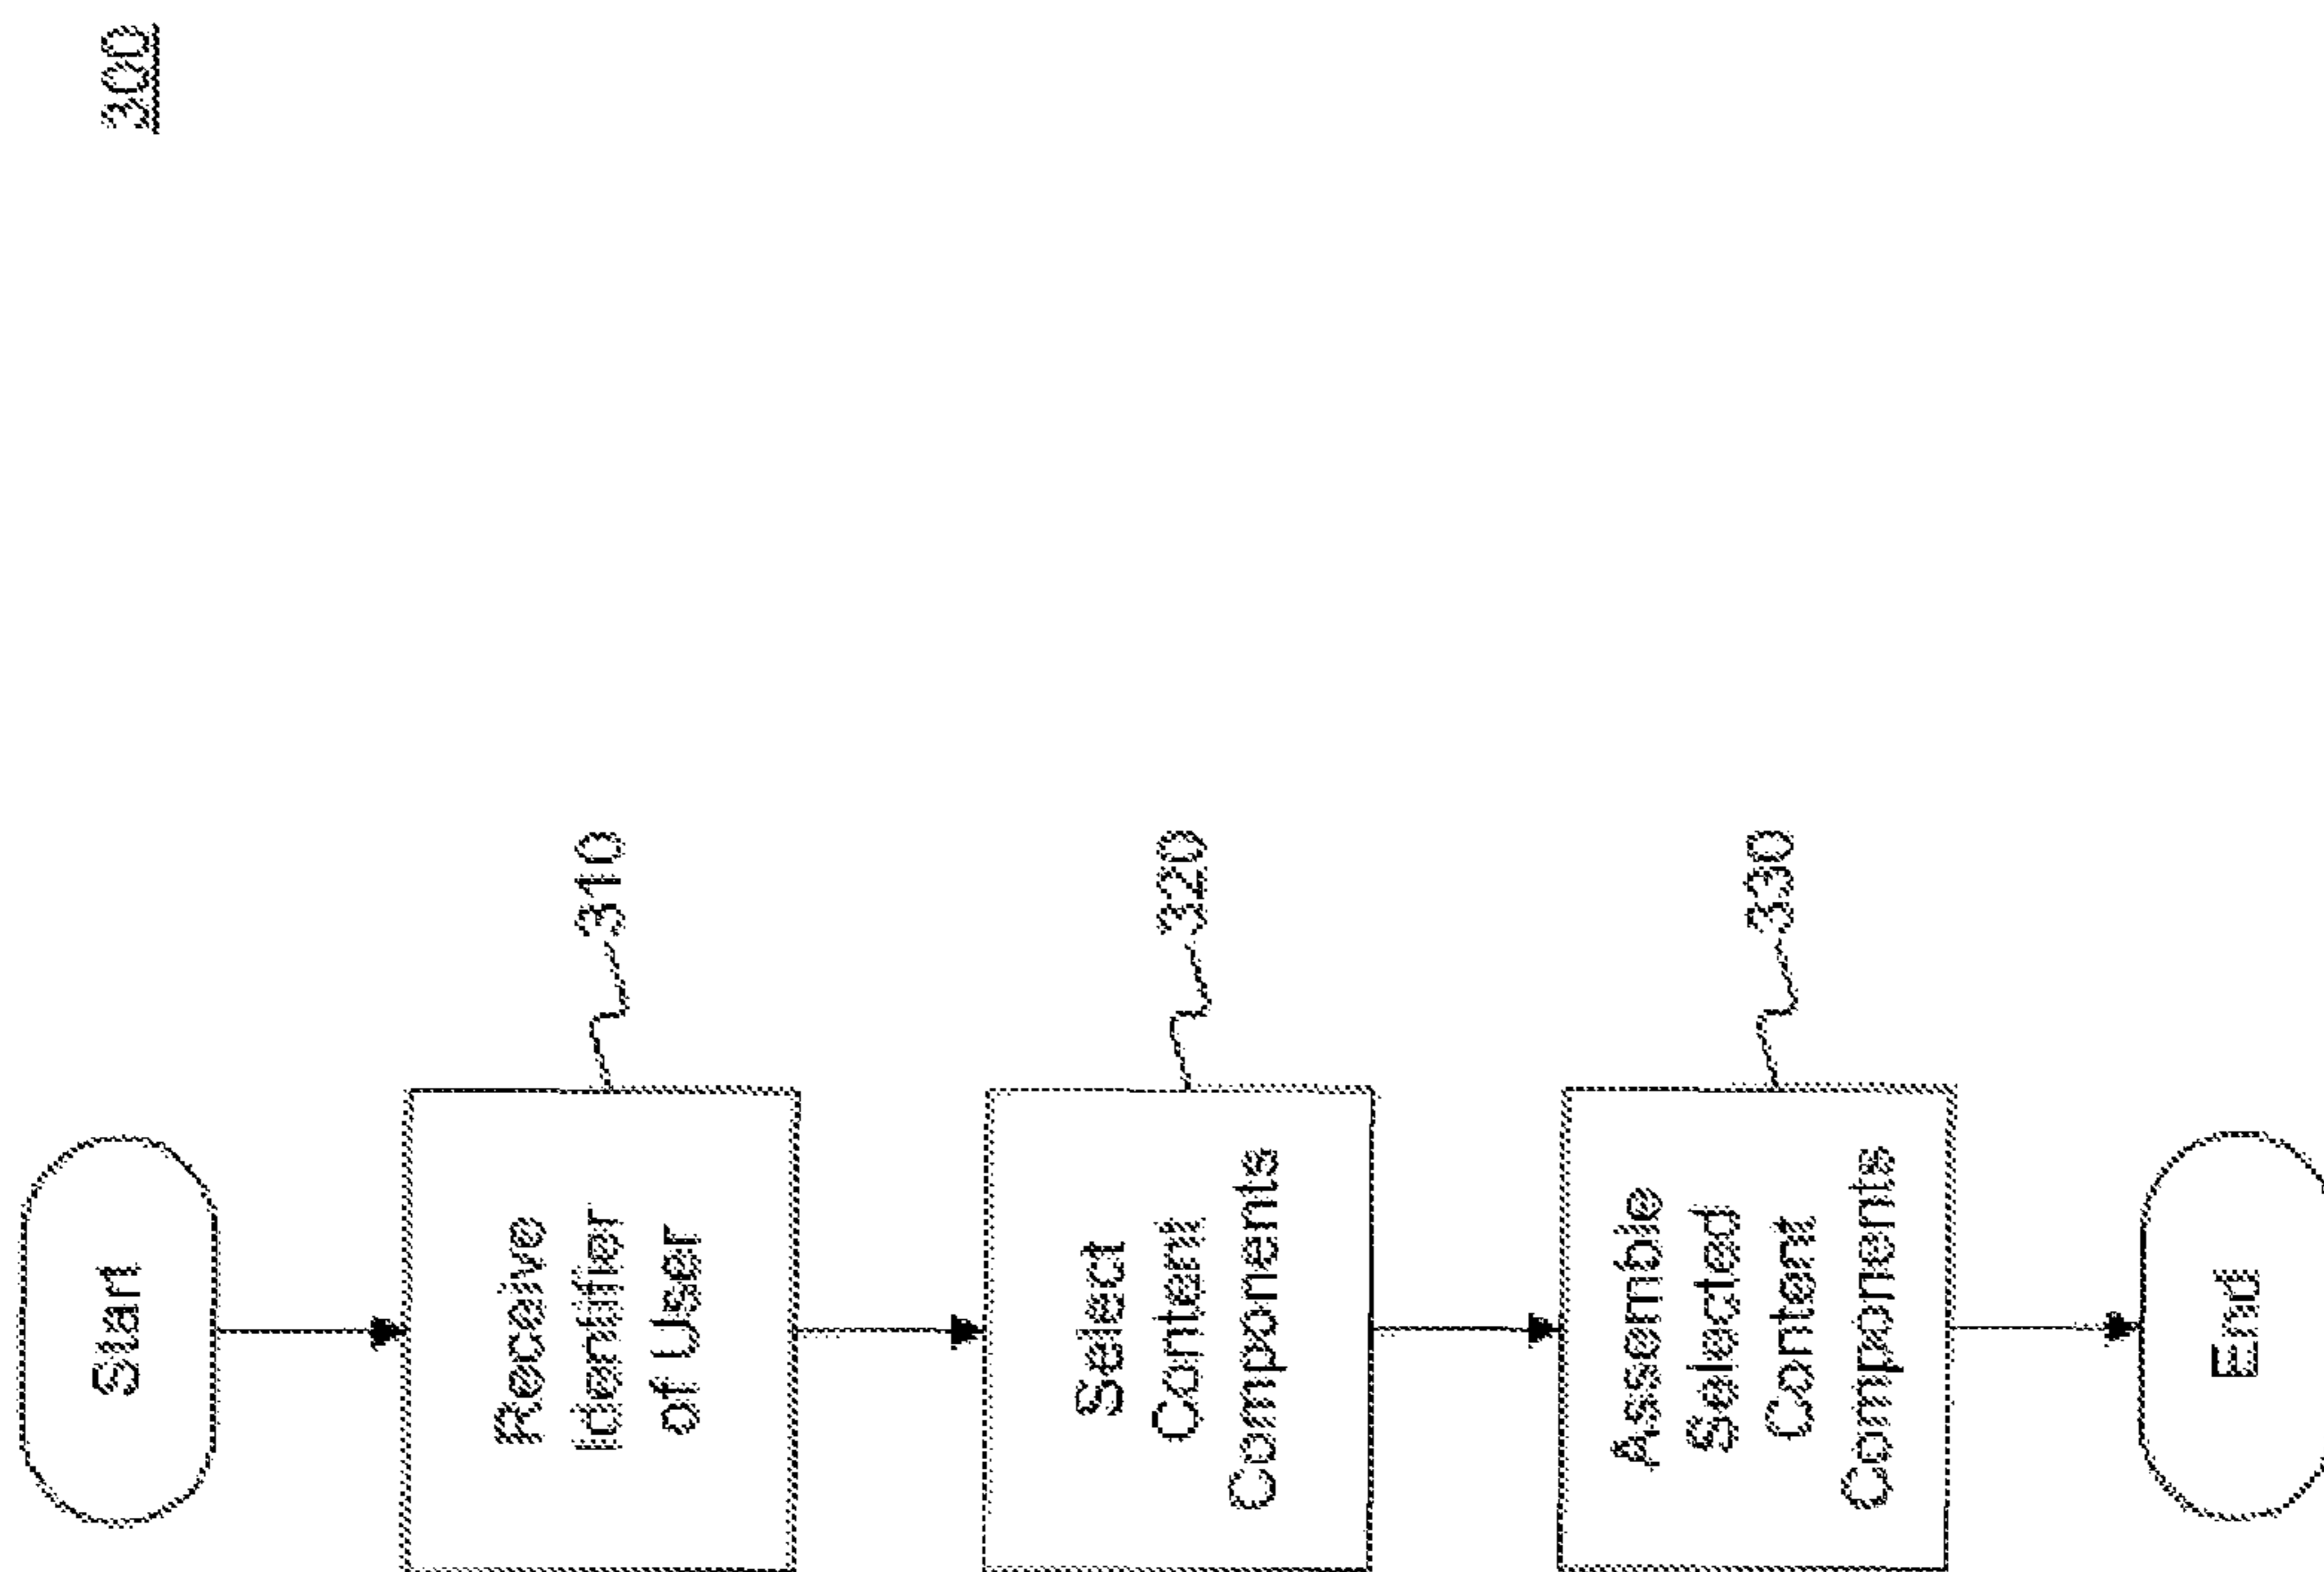 300
Start
Receive
Identifier
of User
310
Select
Content
Components
320
Assemble
Selected
Content
Components
330
End